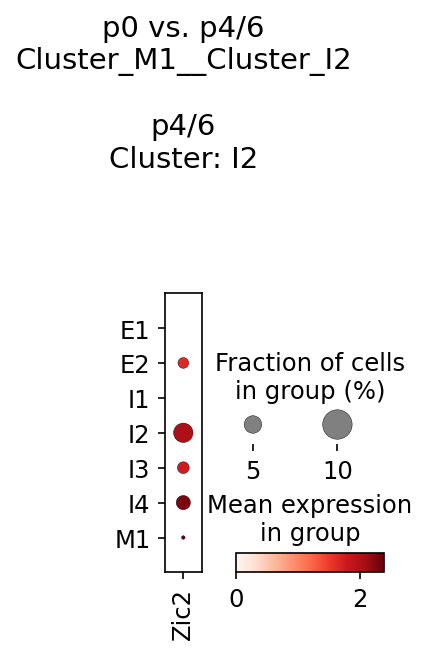 p0 vs. p4/6
Cluster_M1__Cluster_I2
p4/6
Cluster: I2
E1
E2
I1
I2
I3
I4
M1
Zic2
Fraction of cells
in group (%)
5 10
Mean expression
in group
0 2